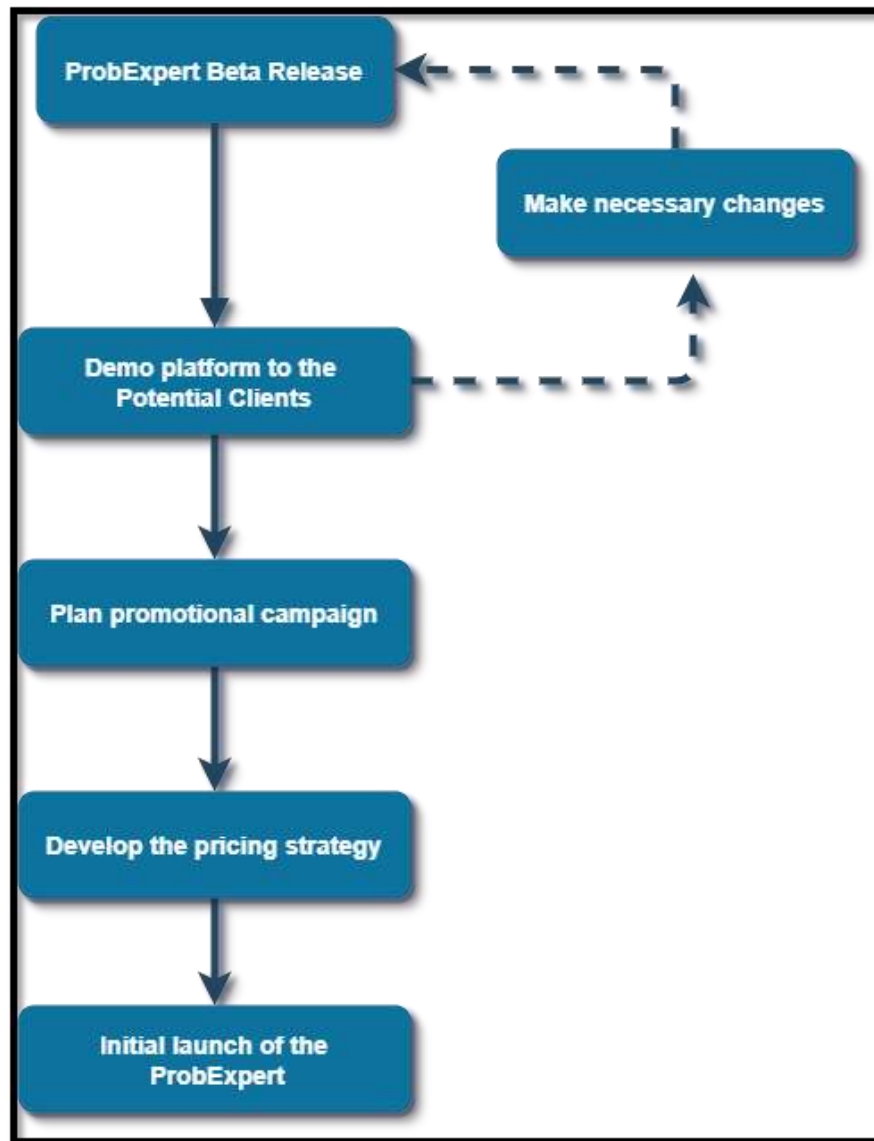 ProbExpert Beta Release
Make necessary changes
Demo platform to the
Potential Clients
Plan promotional campaign
Develop the pricing strategy
Initial launch of the
ProbExpert